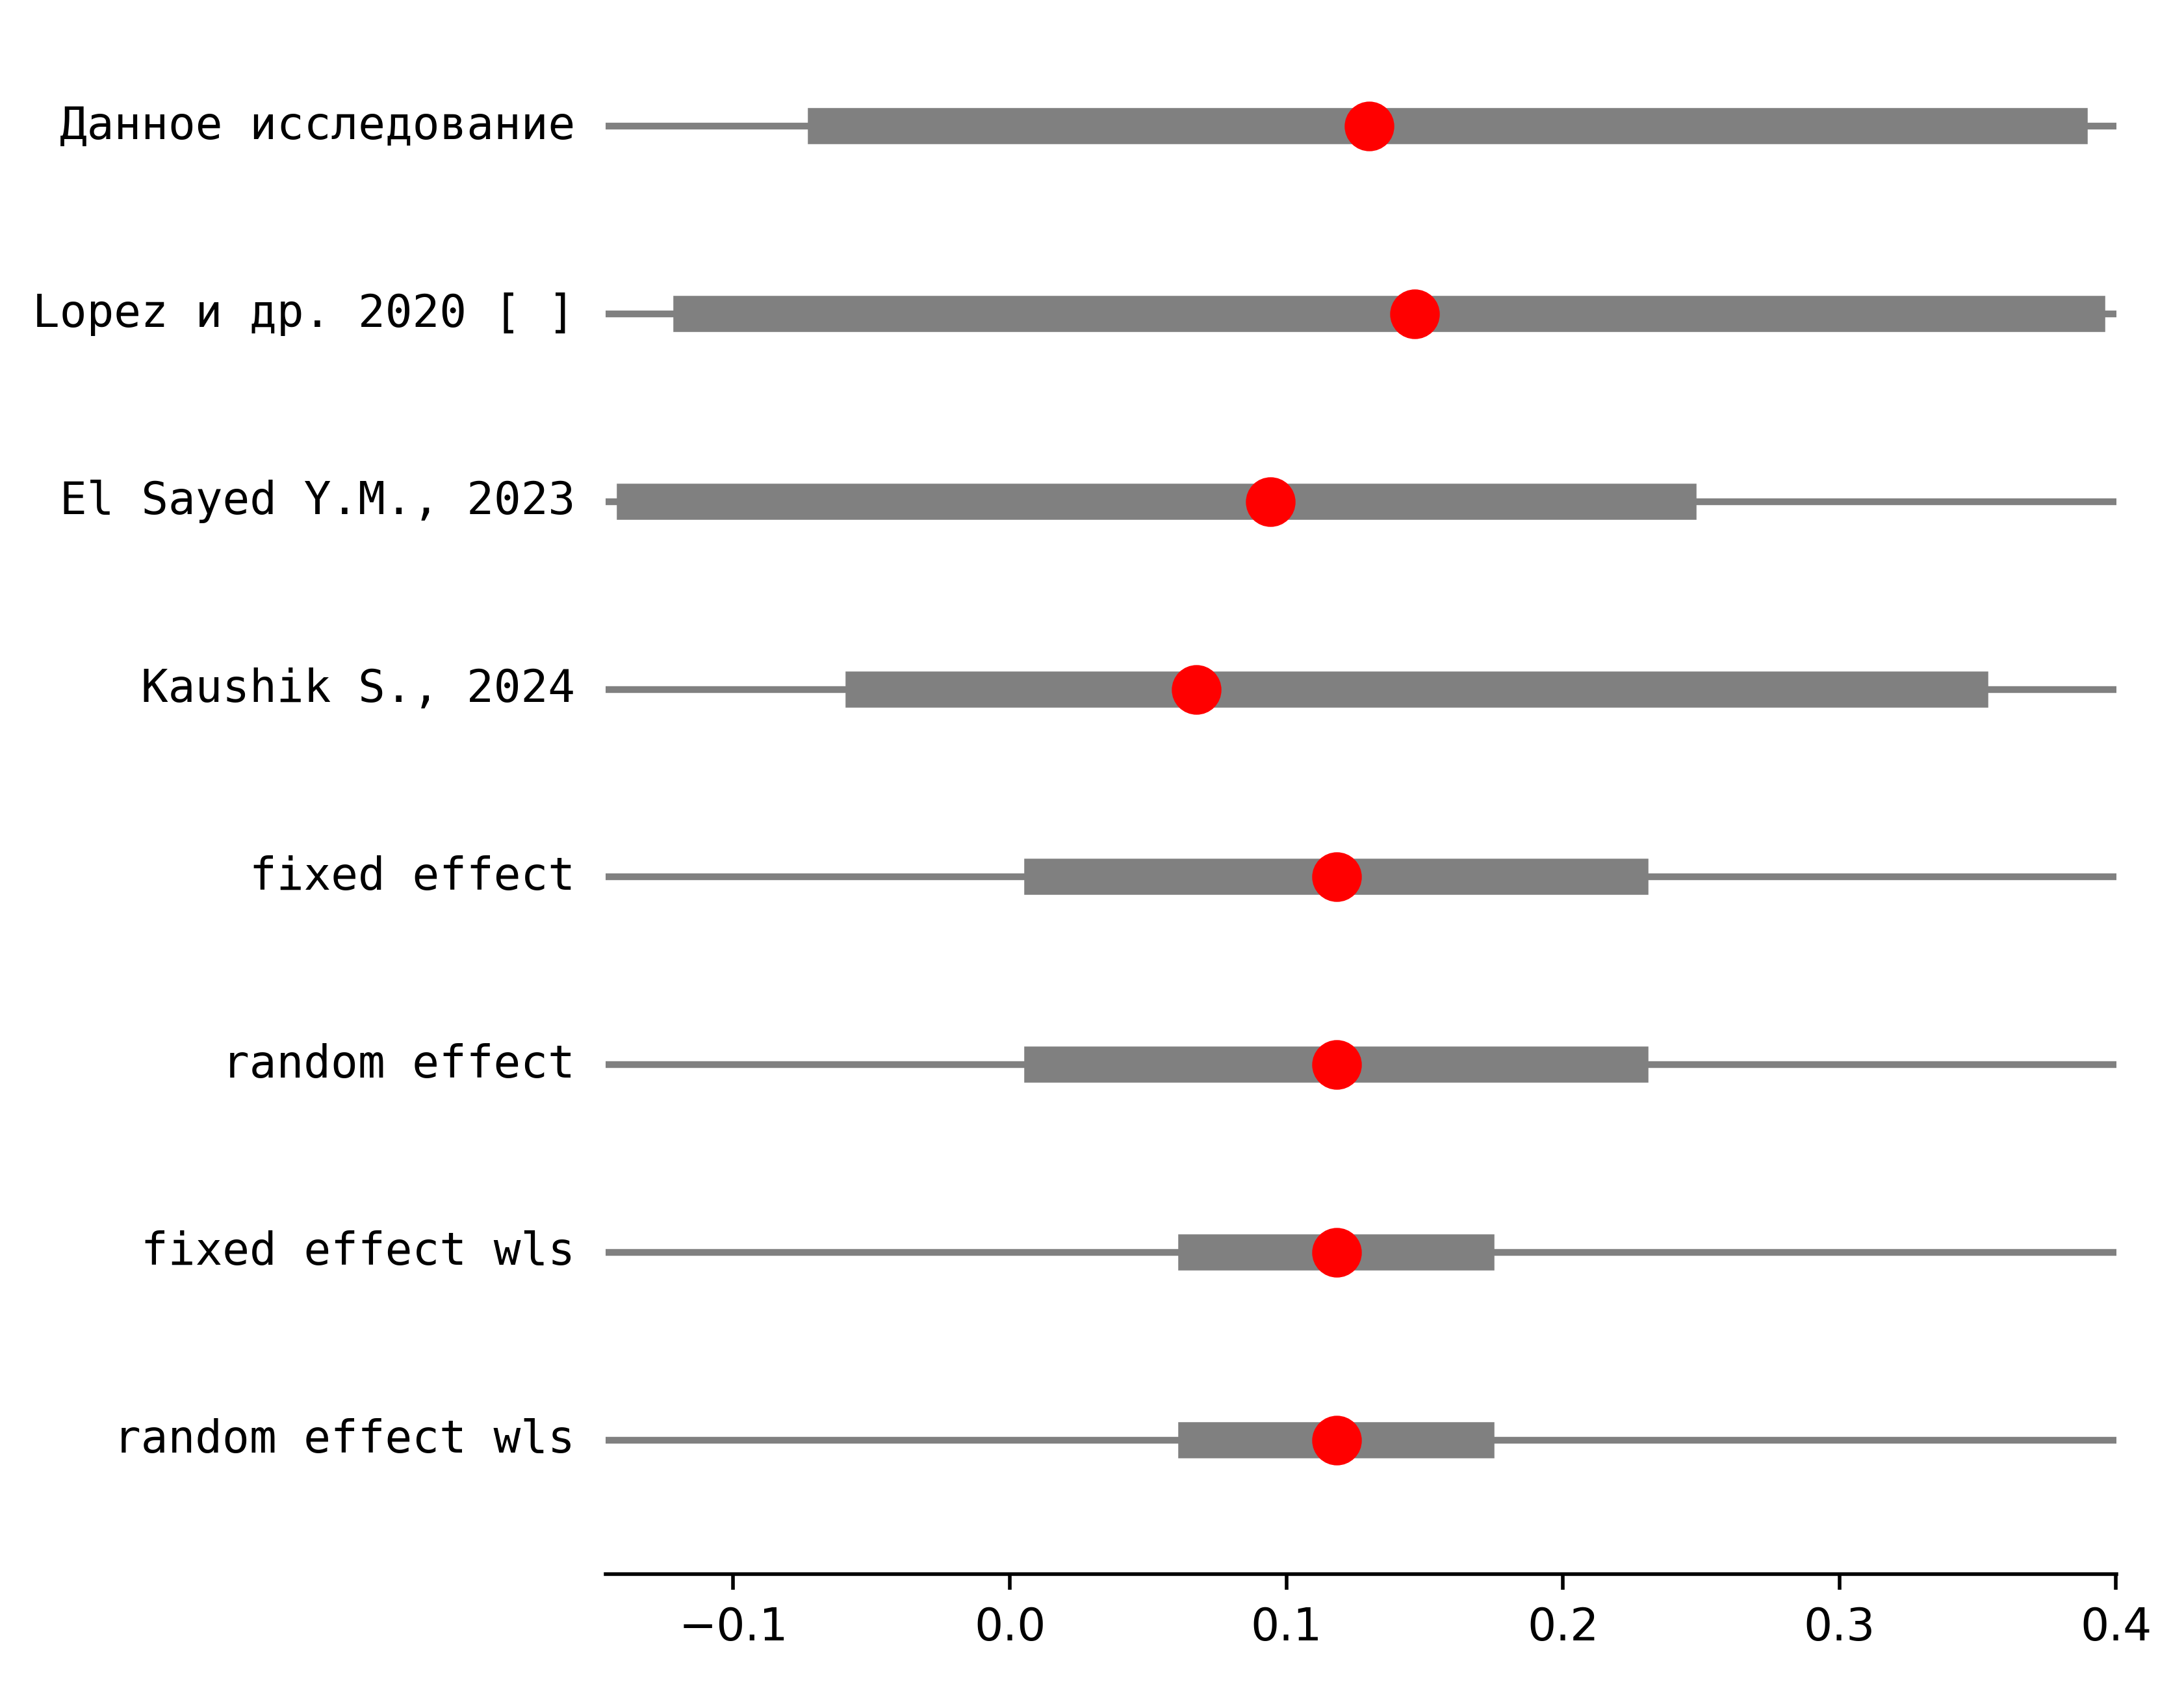 Данное исследование
Lopez и др. 2020 [ ]
El Sayed Y.M., 2023
Kaushik S., 2024
fixed effect
random effect
fixed effect wls
random effect wls
−0.1 0.0 0.1 0.2 0.3 0.4